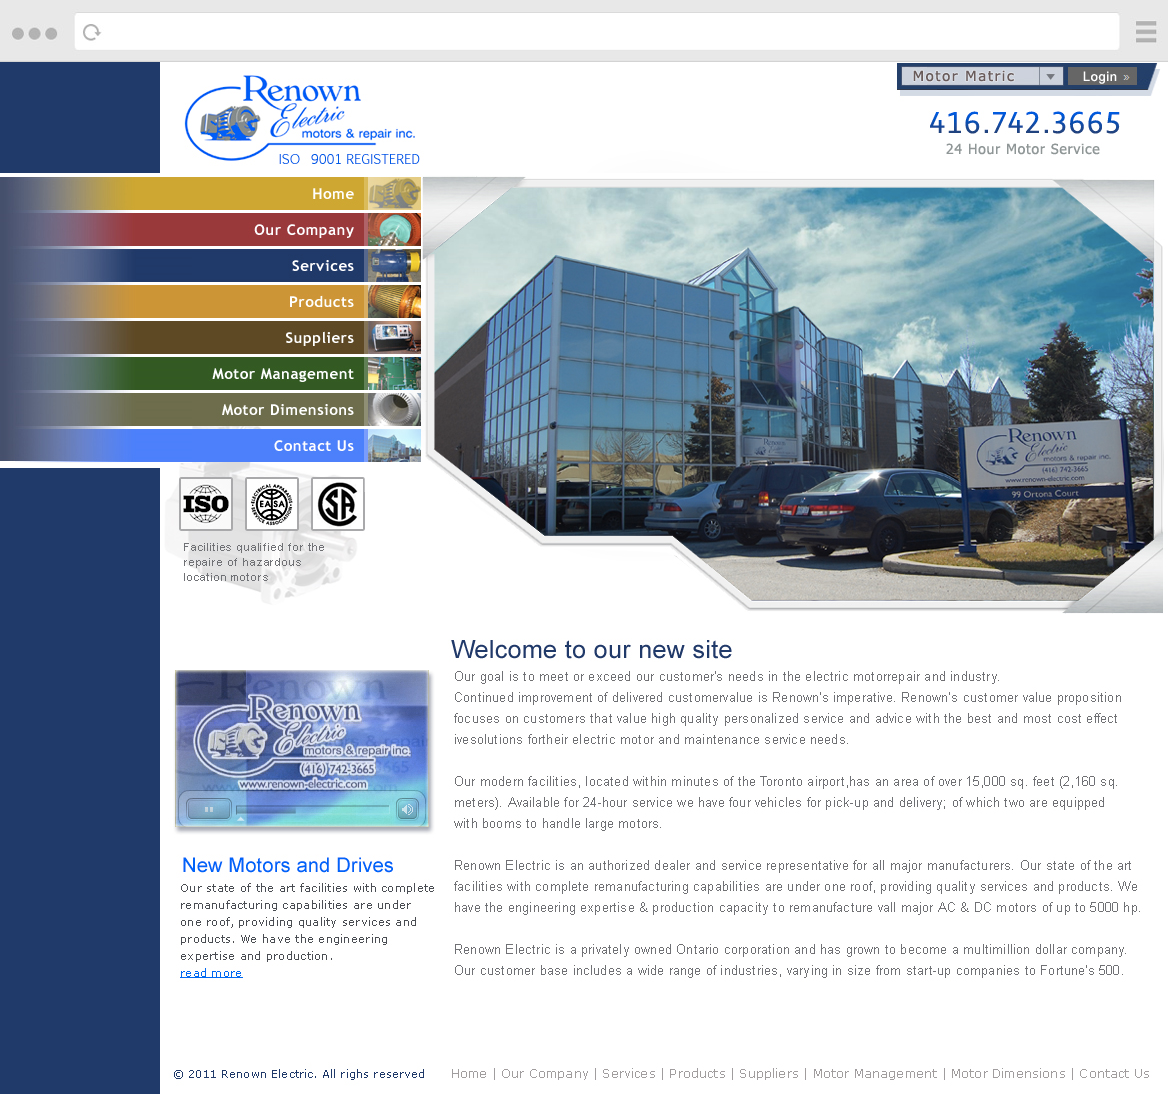 Motor Matric
Login »
Renown
Electric
motors & repair inc.
ISO 9001 REGISTERED
416.742.3665
24 Hour Motor Service
Home
Our Company
Services
Products
Suppliers
Motor Management
Motor Dimensions
Contact Us
Renown
Renown
Electric
motors & repair inc.
(416) 742-3665
www.renown-electric.com
99 Ortona Court
ISO
ELECTRICAL APPARATUS
EASA
SERVICE ASSOCIATION
CSA
Facilities qualified for the
repaire of hazardous
location motors
Welcome to our new site
Our goal is to meet or exceed our customer's needs in the electric motorrepair and industry.
Continued improvement of delivered customervalue is Renown's imperative. Renown's customer value proposition
focuses on customers that value high quality personalized service and advice with the best and most cost effect
ivesolutions fortheir electric motor and maintenance service needs.
Our modern facilities, located within minutes of the Toronto airport,has an area of over 15,000 sq. feet (2,160 sq.
meters). Available for 24-hour service we have four vehicles for pick-up and delivery; of which two are equipped
with booms to handle large motors.
Renown Electric is an authorized dealer and service representative for all major manufacturers. Our state of the art
facilities with complete remanufacturing capabilities are under one roof, providing quality services and products. We
have the engineering expertise & production capacity to remanufacture vall major AC & DC motors of up to 5000 hp.
Renown Electric is a privately owned Ontario corporation and has grown to become a multimillion dollar company.
Our customer base includes a wide range of industries, varying in size from start-up companies to Fortune's 500.
Renown
Renown
Electric
motors & repair inc.
(416) 742-3665
www.renown-electric.com
New Motors and Drives
Our state of the art facilities with complete
remanufacturing capabilities are under
one roof, providing quality services and
products. We have the engineering
expertise and production.
read more
© 2011 Renown Electric. All righs reserved
Home | Our Company | Services | Products | Suppliers | Motor Management | Motor Dimensions | Contact Us